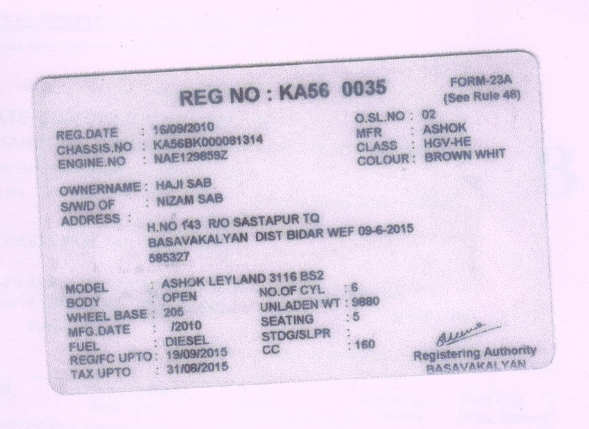 REG NO : KA56 0035
FORM-23A
(See Rule 48)
REG.DATE : 16/09/2010
O.SL.NO : 02
CHASSIS.NO : KA56BK000081314
MFR : ASHOK
ENGINE.NO : NAE129859Z
CLASS : HGV-HE
COLOUR : BROWN WHIT
OWNERNAME : HAJI SAB
S/W/D OF : NIZAM SAB
ADDRESS :
H.NO 143 R/O SASTAPUR TQ
BASAVAKALYAN DIST BIDAR WEF 09-6-2015
585327
MODEL : ASHOK LEYLAND 3116 BS2
BODY : OPEN
NO.OF CYL : 6
WHEEL BASE : 205
UNLADEN WT : 9880
MFG.DATE : /2010
SEATING : 5
FUEL : DIESEL
STDG/SLPR :
REG/FC UPTO : 19/09/2015
CC : 160
TAX UPTO : 31/08/2015
Registering Authority
BASAVAKALYAN